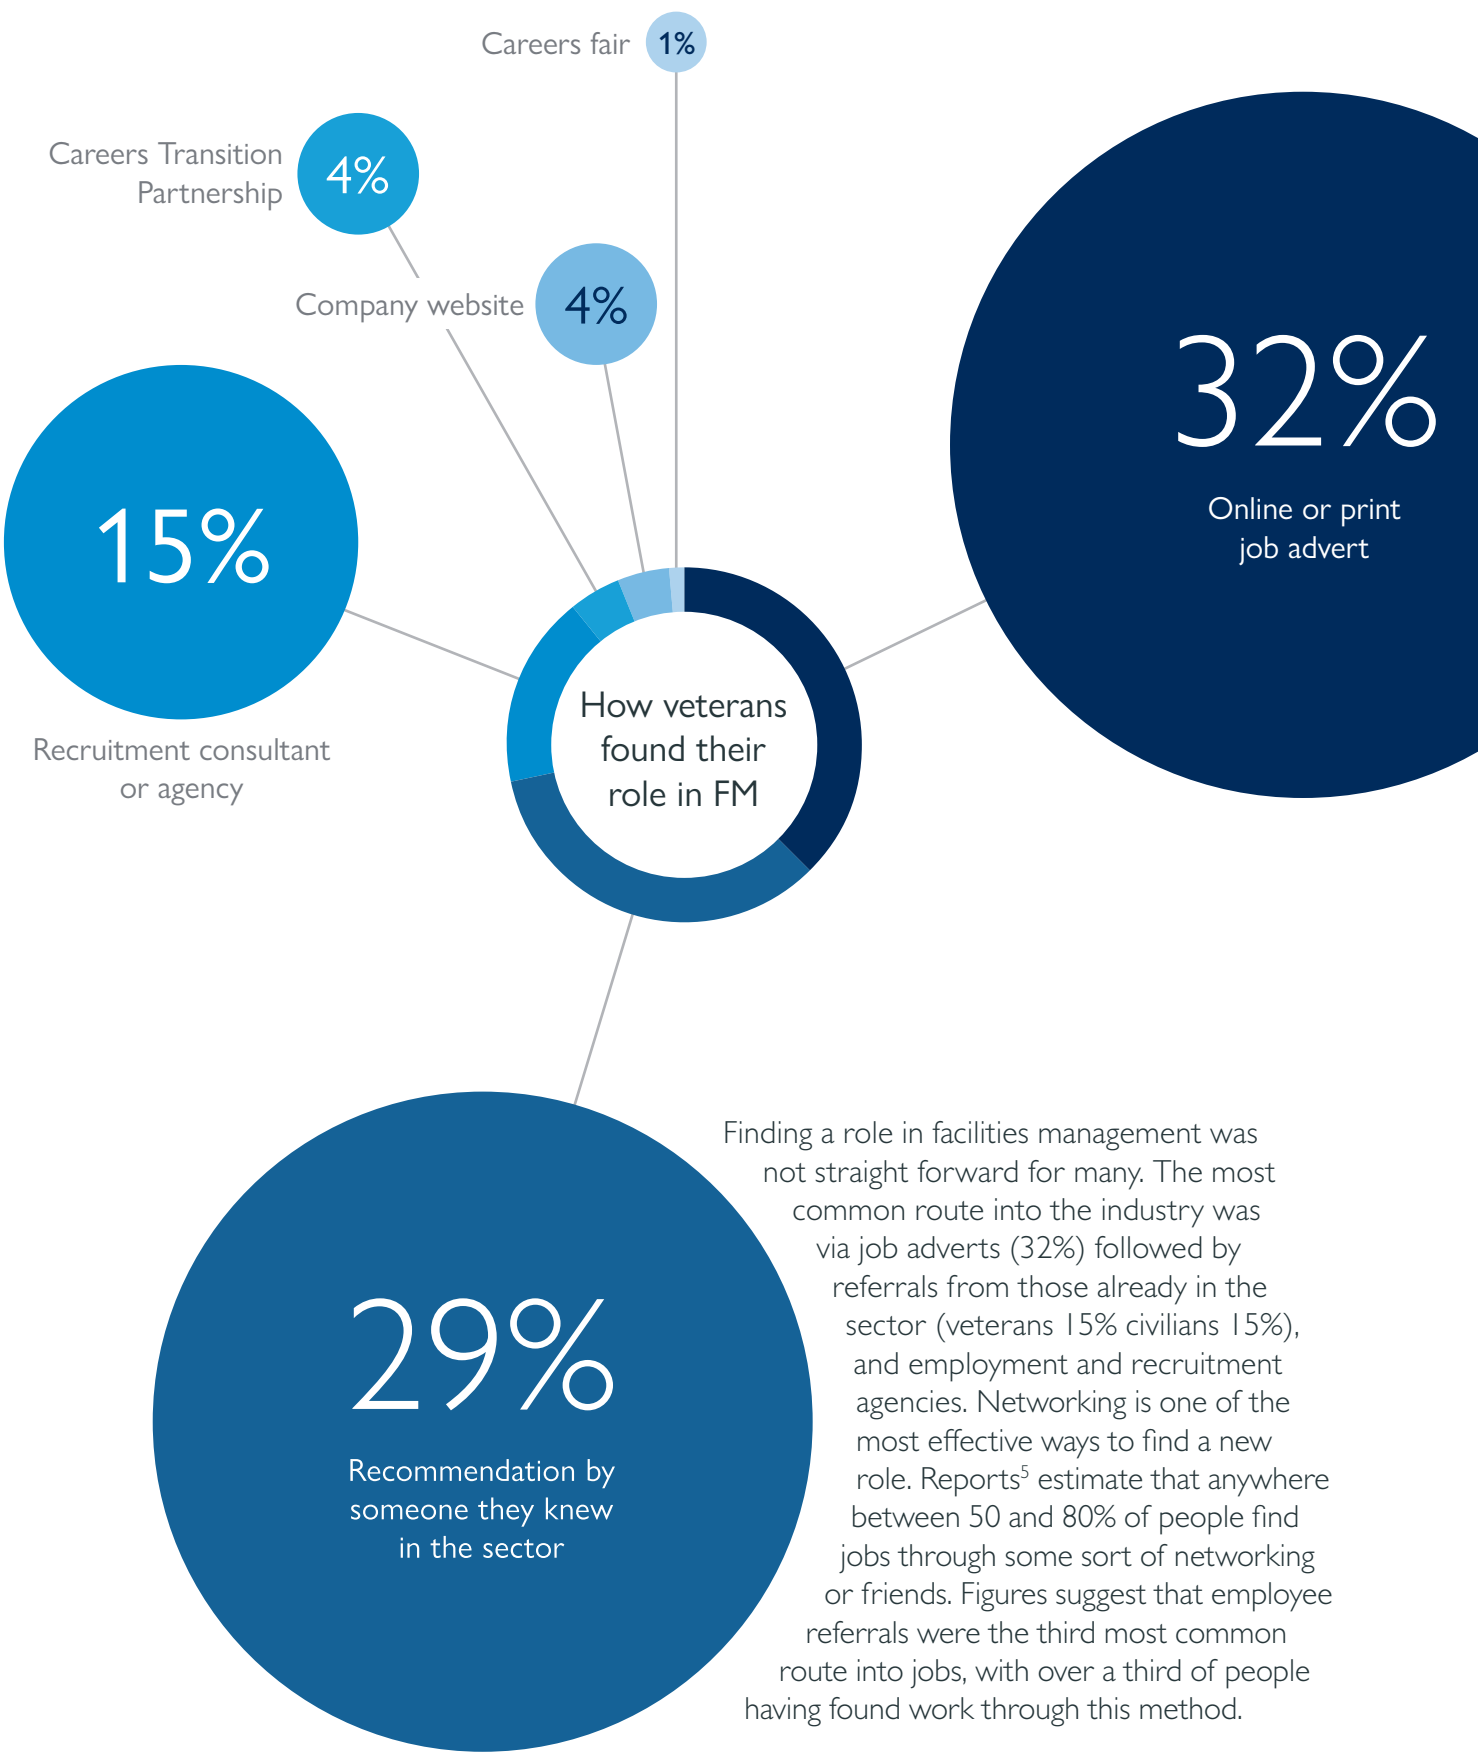 Careers fair
1%
Careers Transition
Partnership
4%
Company website
4%
32%
Online or print
job advert
15%
Recruitment consultant
or agency
How veterans
found their
role in FM
29%
Recommendation by
someone they knew
in the sector
Finding a role in facilities management was
not straight forward for many. The most
common route into the industry was
via job adverts (32%) followed by
referrals from those already in the
sector (veterans 15% civilians 15%),
and employment and recruitment
agencies. Networking is one of the
most effective ways to find a new
role. Reports⁵ estimate that anywhere
between 50 and 80% of people find
jobs through some sort of networking
or friends. Figures suggest that employee
referrals were the third most common
route into jobs, with over a third of people
having found work through this method.